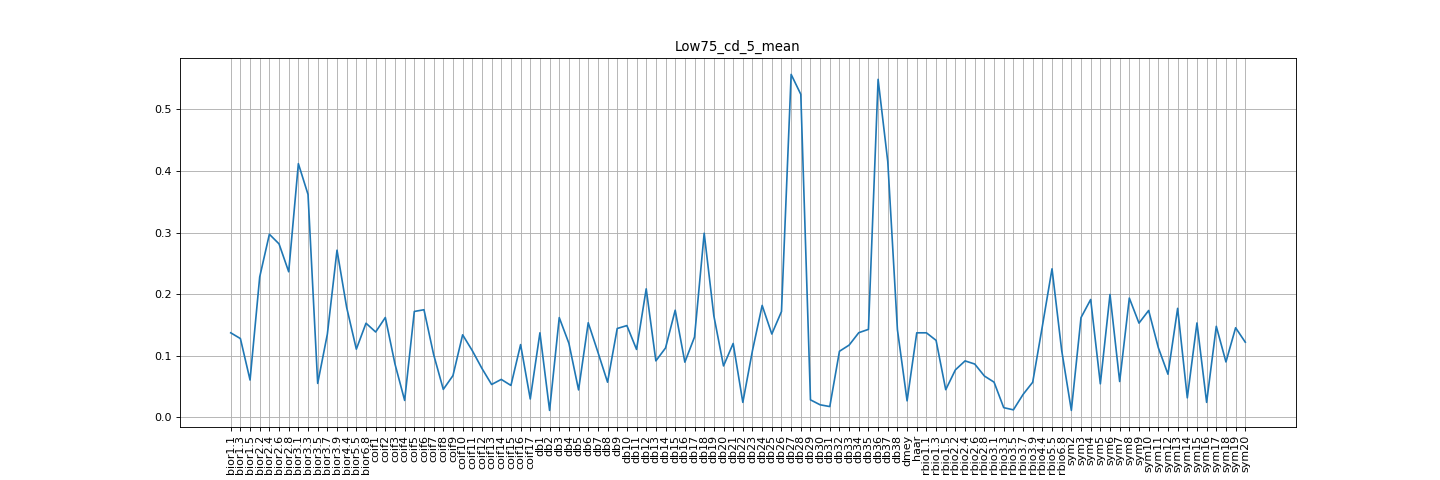 Low75_cd_5_mean
0.5
0.4
0.3
0.2
0.1
0.0
bior1.1
bior1.3
bior1.5
bior2.2
bior2.4
bior2.6
bior2.8
bior3.1
bior3.3
bior3.5
bior3.7
bior3.9
bior4.4
bior5.5
bior6.8
coif1
coif2
coif3
coif4
coif5
coif6
coif7
coif8
coif9
coif10
coif11
coif12
coif13
coif14
coif15
coif16
coif17
db1
db2
db3
db4
db5
db6
db7
db8
db9
db10
db11
db12
db13
db14
db15
db16
db17
db18
db19
db20
db21
db22
db23
db24
db25
db26
db27
db28
db29
db30
db31
db32
db33
db34
db35
db36
db37
db38
dmey
haar
rbio1.1
rbio1.3
rbio1.5
rbio2.2
rbio2.4
rbio2.6
rbio2.8
rbio3.1
rbio3.3
rbio3.5
rbio3.7
rbio3.9
rbio4.4
rbio5.5
rbio6.8
sym2
sym3
sym4
sym5
sym6
sym7
sym8
sym9
sym10
sym11
sym12
sym13
sym14
sym15
sym16
sym17
sym18
sym19
sym20